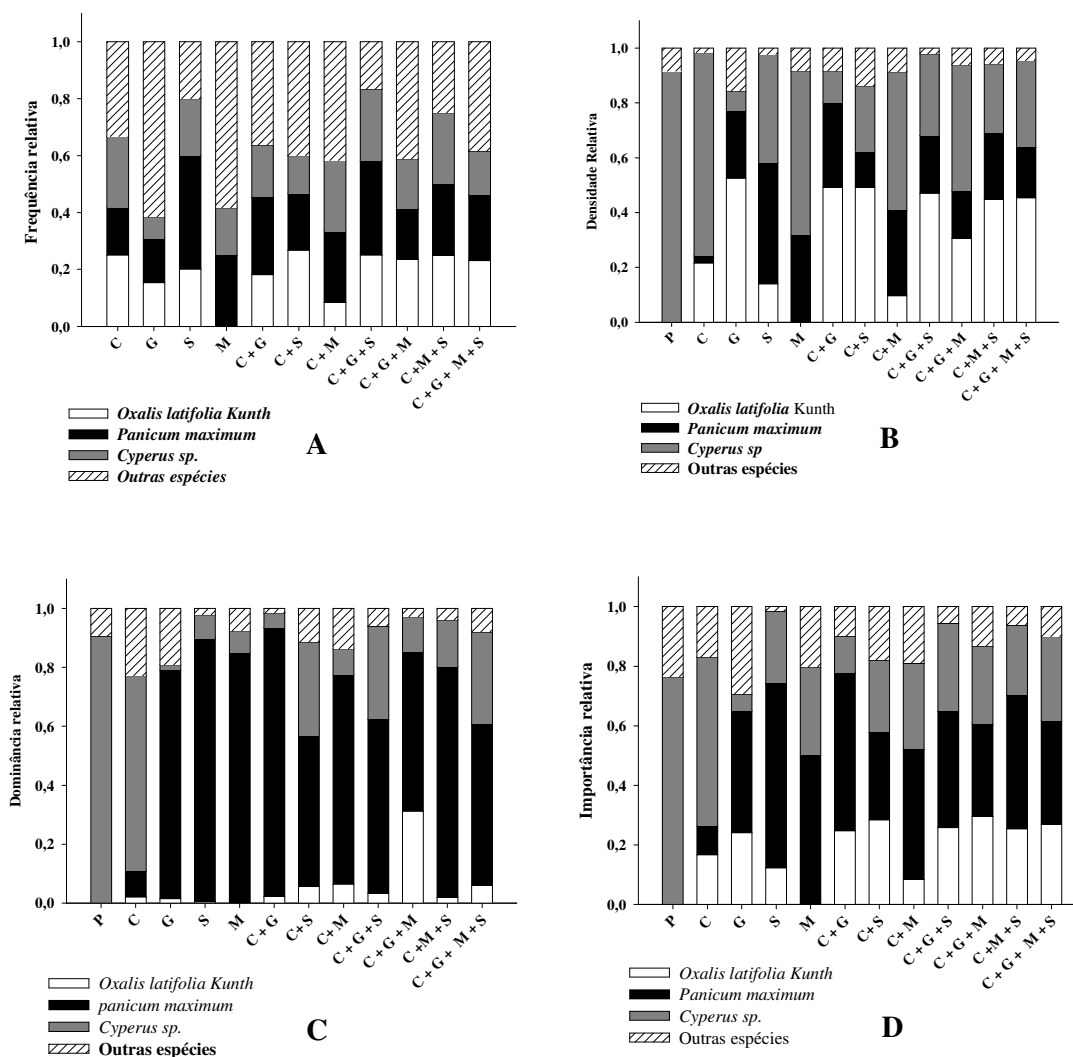 Frequência relativa
1,0
0,8
0,6
0,4
0,2
0,0
C G S M C + G C + S C + M C + G + S C + G + M C +M + S C + G + M + S
Oxalis latifolia Kunth
Panicum maximum
Cyperus sp.
Outras espécies
A
Densidade Relativa
1,0
0,8
0,6
0,4
0,2
0,0
P C G S M C + G C+ S C+ M C + G + S C + G + M C +M + S C + G + M + S
Oxalis latifolia Kunth
Panicum maximum
Cyperus sp
Outras espécies
B
Dominância relativa
1,0
0,8
0,6
0,4
0,2
0,0
P C G S M C + G C+ S C+ M C + G + S C + G + M C +M + S C + G + M + S
Oxalis latifolia Kunth
panicum maximum
Cyperus sp.
Outras espécies
C
Importância relativa
1,0
0,8
0,6
0,4
0,2
0,0
P C G S M C + G C+ S C+ M C + G + S C + G + M C +M + S C + G + M + S
Oxalis latifolia Kunth
Panicum maximum
Cyperus sp.
Outras espécies
D